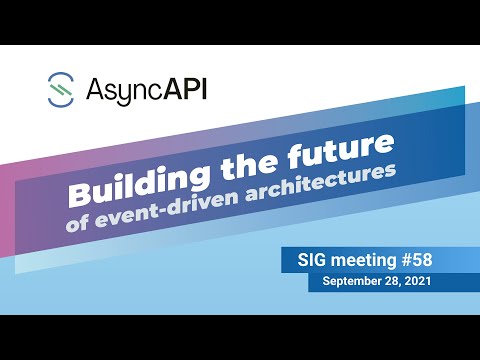 AsyncAPI
Building the future
of event-driven architectures
SIG meeting #58
September 28, 2021